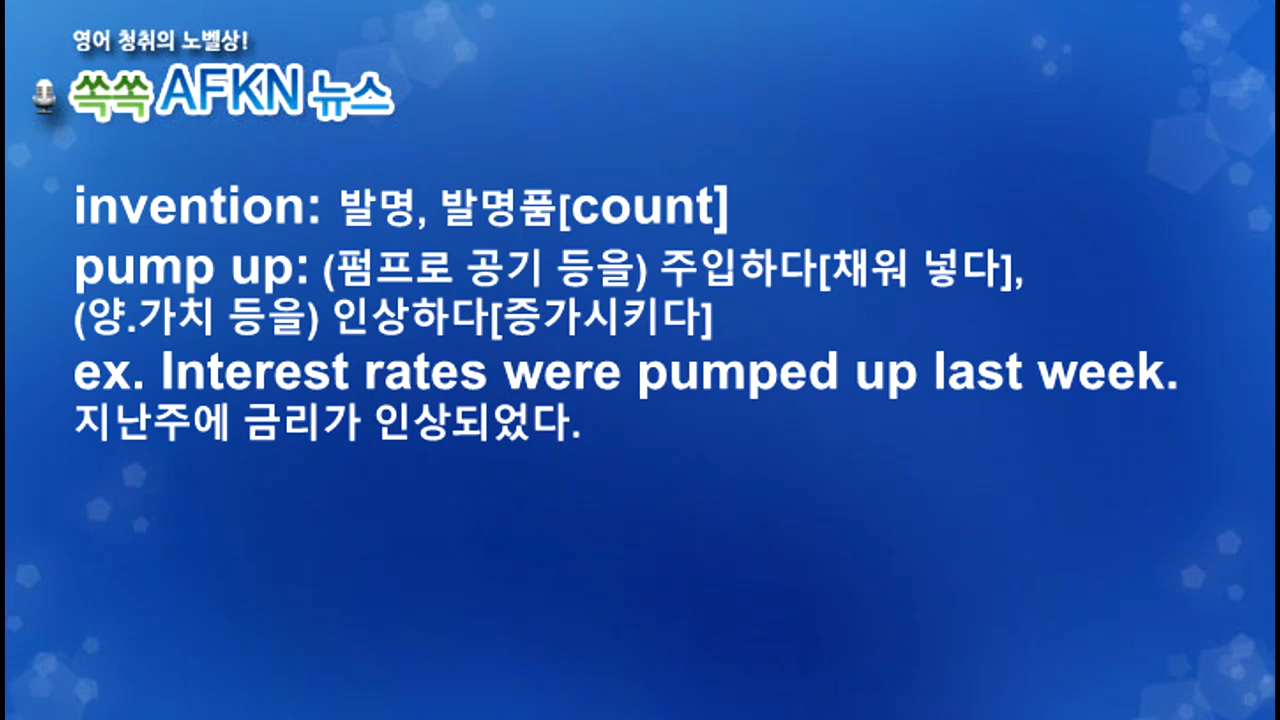 영어 청취의 노벨상!
쏙쏙 AFKN 뉴스
invention: 발명, 발명품[count]
pump up: (펌프로 공기 등을) 주입하다[채워 넣다],
(양.가치 등을) 인상하다[증가시키다]
ex. Interest rates were pumped up last week.
지난주에 금리가 인상되었다.